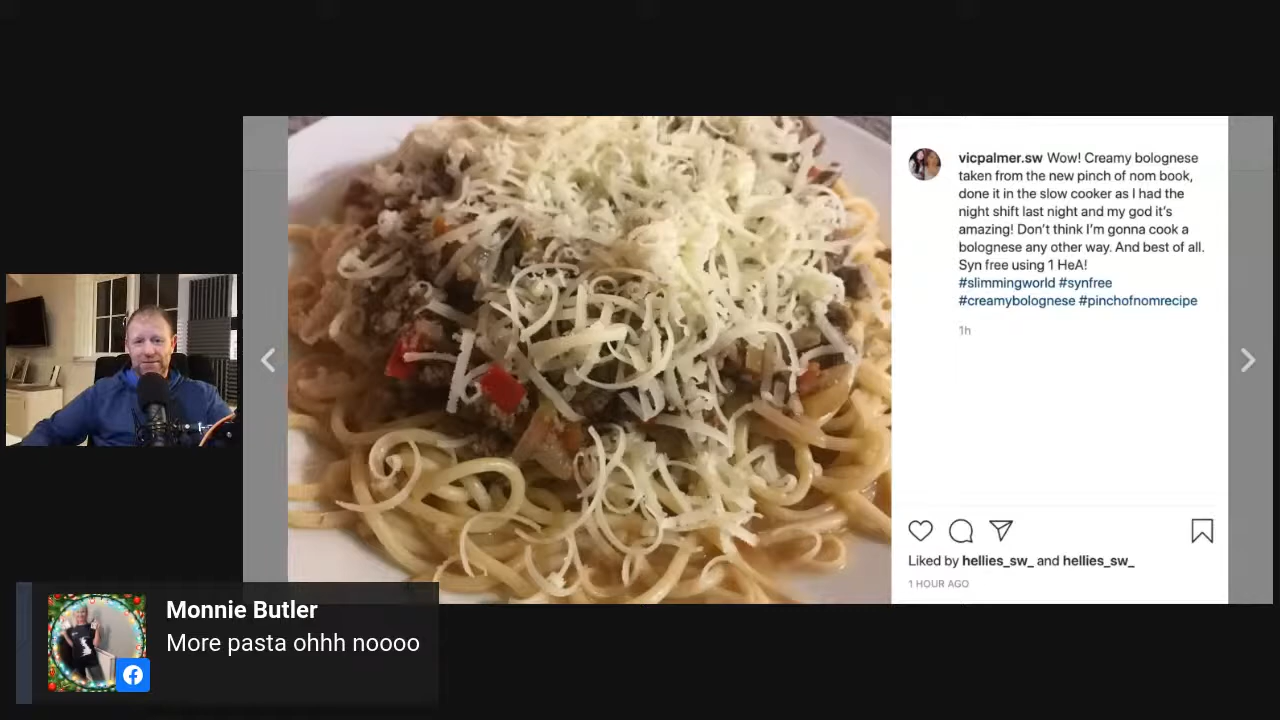 vicpalmer.sw Wow! Creamy bolognese
taken from the new pinch of nom book,
done it in the slow cooker as I had the
night shift last night and my god it's
amazing! Don't think I'm gonna cook a
bolognese any other way. And best of all.
Syn free using 1 HeA!
#slimmingworld #synfree
#creamybolognese #pinchofnomrecipe
1h
Liked by hellies_sw_ and hellies_sw_
1 HOUR AGO
Monnie Butler
More pasta ohhh noooo